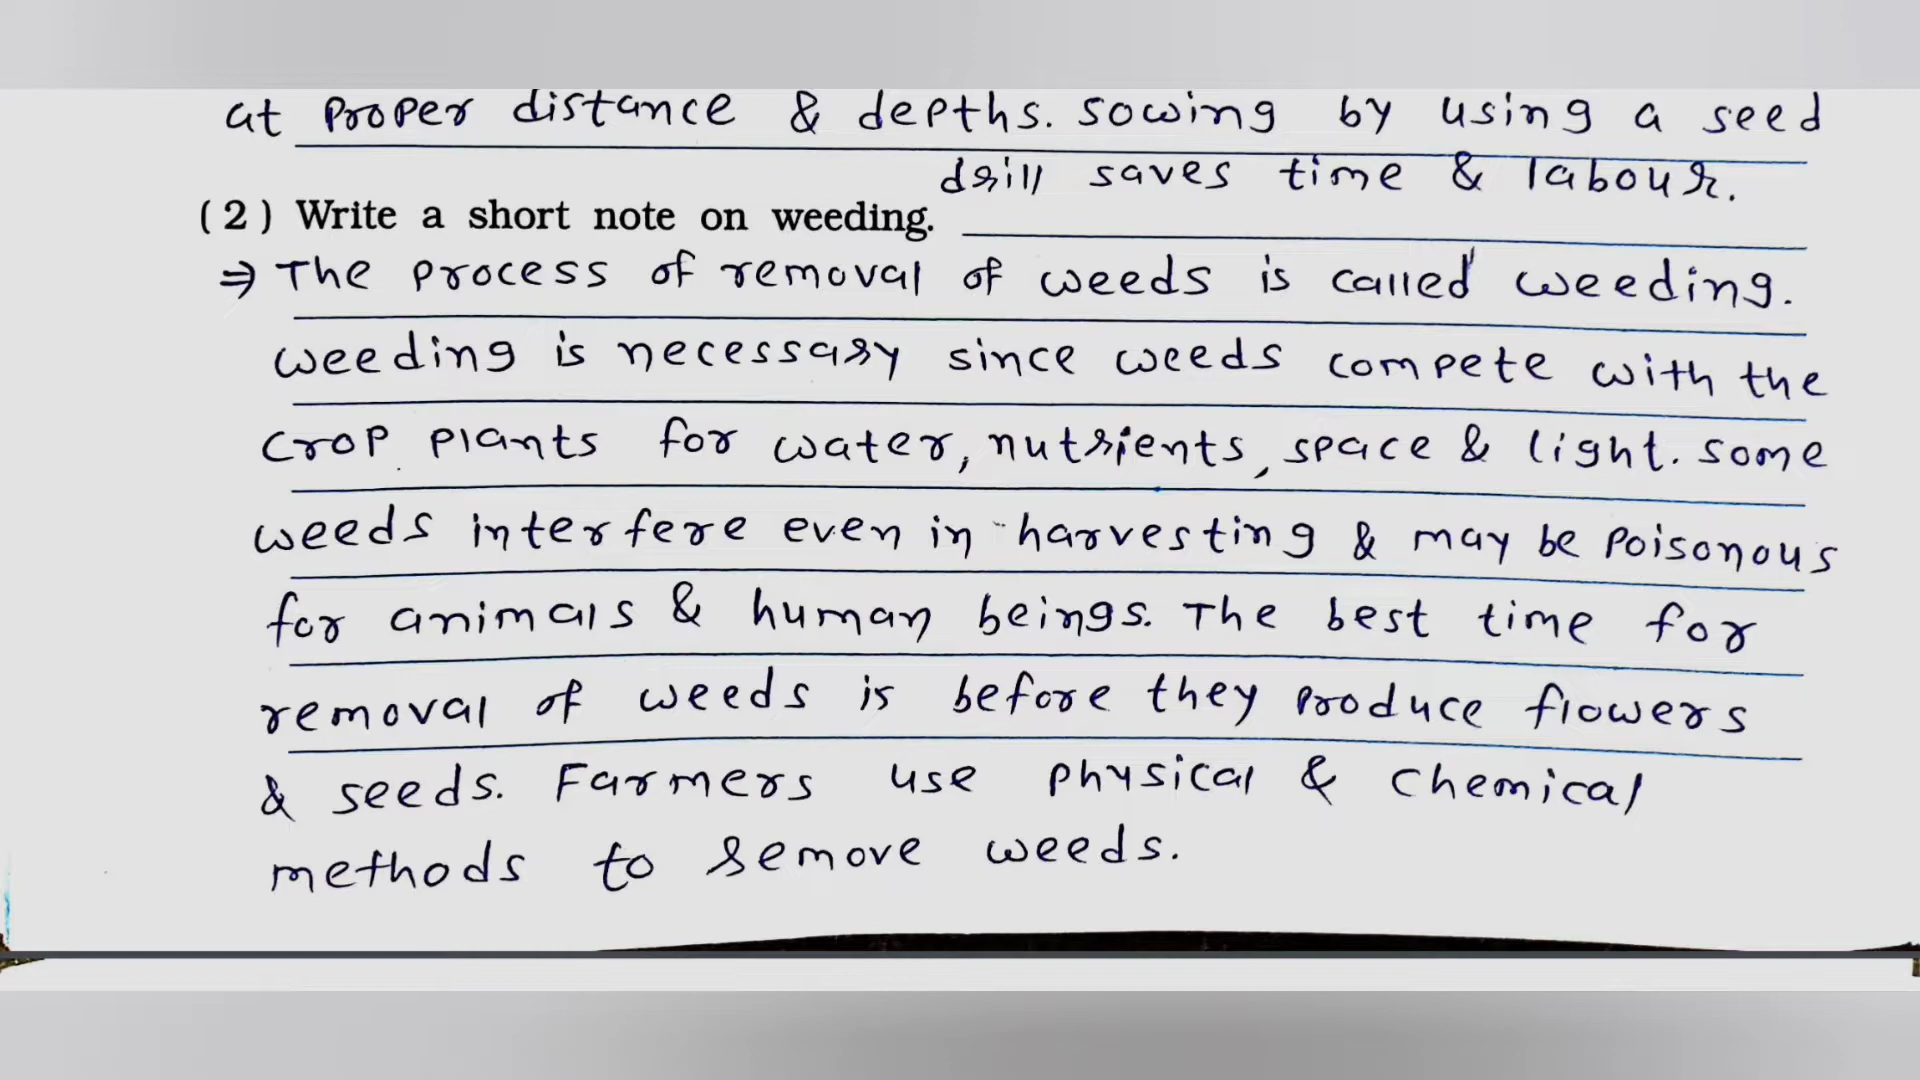 at proper distance & depths. sowing by using a seed
drill saves time & labour.
(2) Write a short note on weeding.
⇒ The process of removal of weeds is called weeding.
weeding is necessary since weeds compete with the
crop plants for water, nutrients, space & light. some
weeds interfere even in harvesting & may be poisonous
for animals & human beings. The best time for
removal of weeds is before they produce flowers
& seeds. Farmers use physical & chemical
methods to remove weeds.